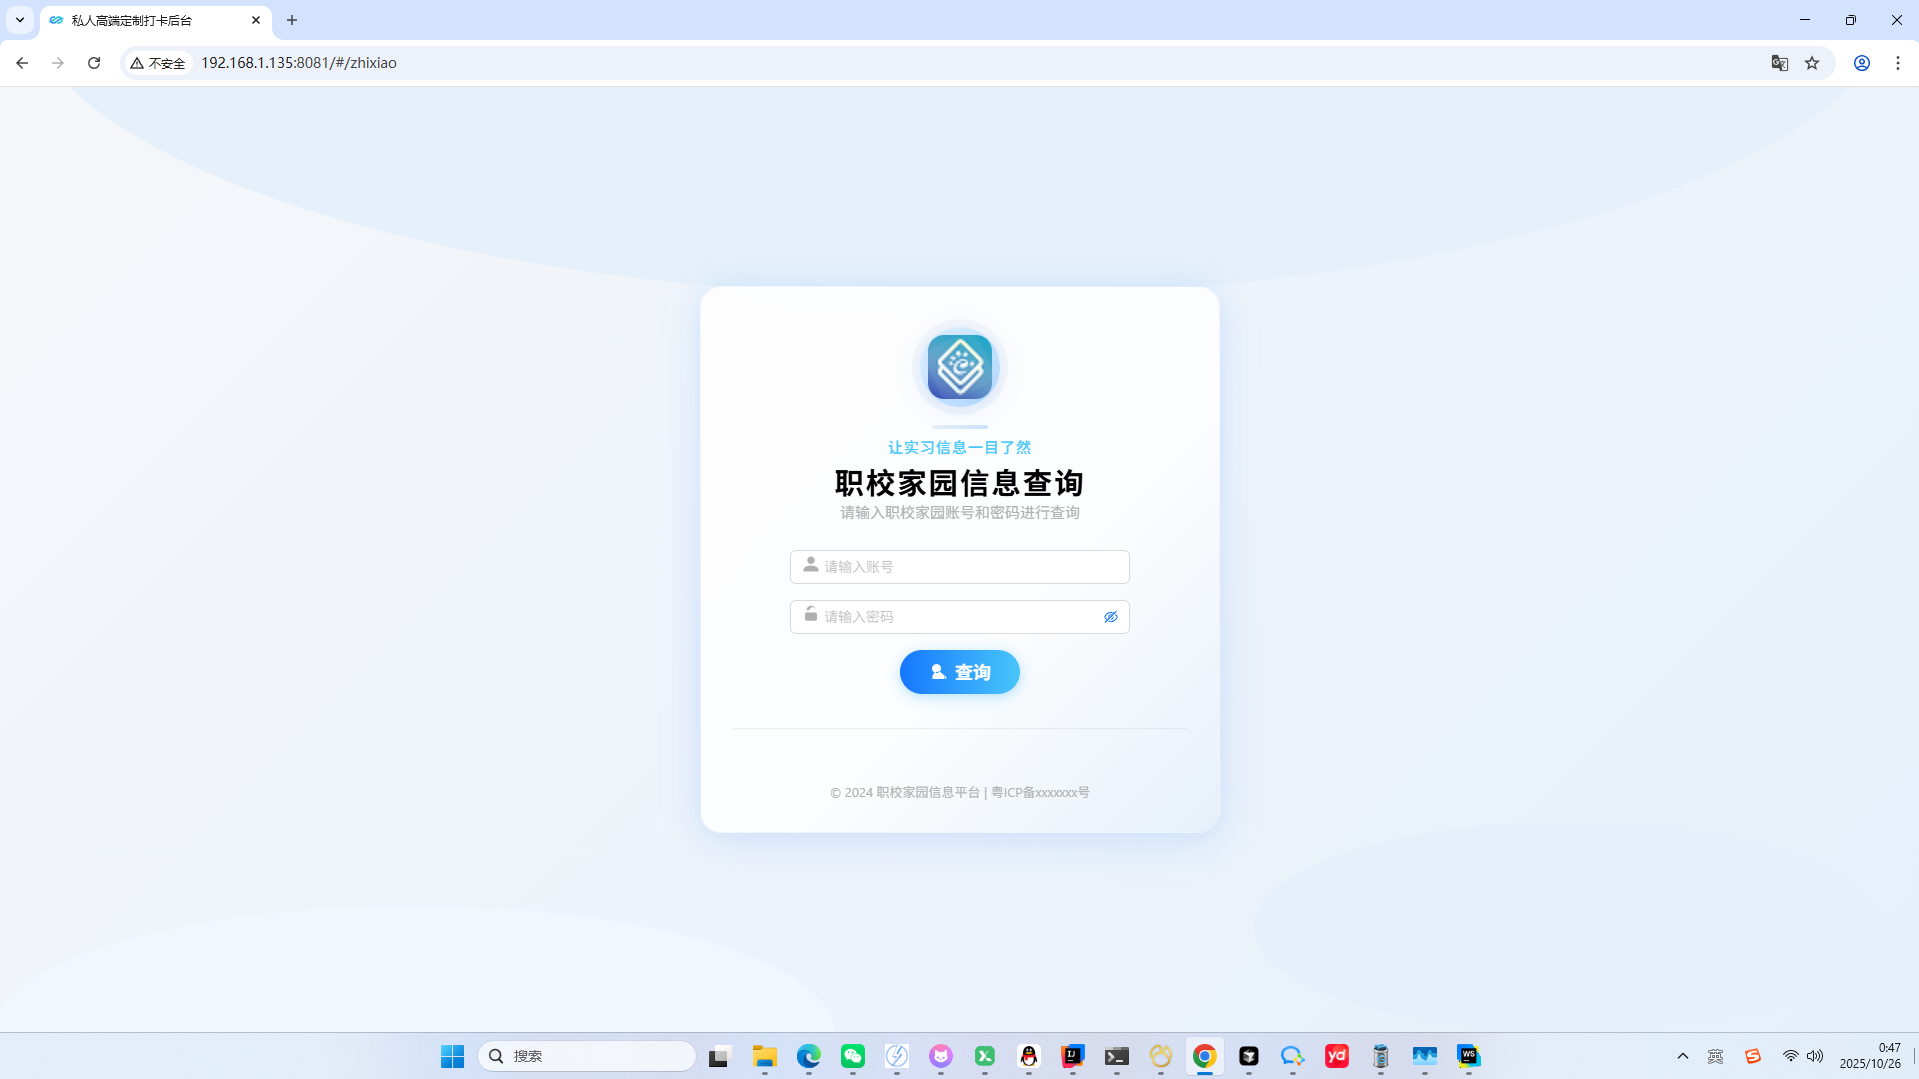 私人高端定制打卡后台
不安全
192.168.1.135:8081/#/zhixiao
让实习信息一目了然
职校家园信息查询
请输入职校家园账号和密码进行查询
请输入账号
请输入密码
查询
© 2024 职校家园信息平台 | 粤ICP备xxxxxxx号
搜索
yd
英
0:47
2025/10/26